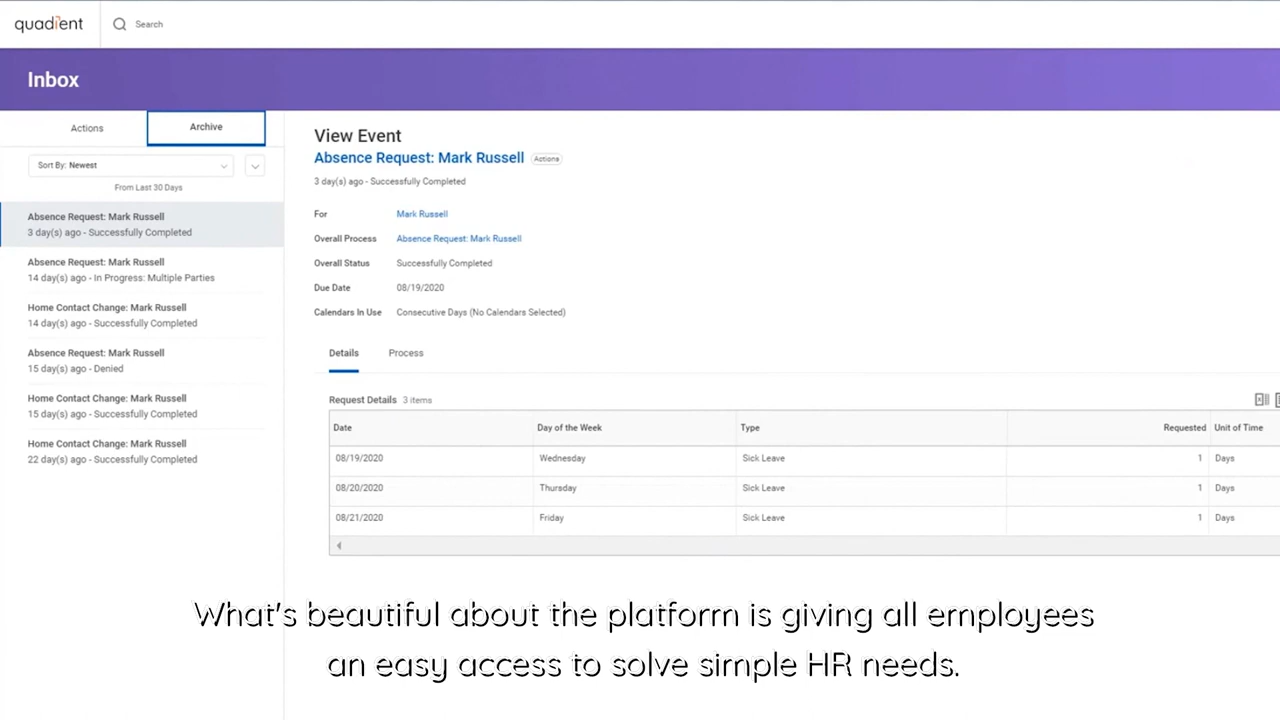 quadient
Search
Inbox
Actions
Archive
Sort By: Newest
From Last 30 Days
Absence Request: Mark Russell
3 day(s) ago - Successfully Completed
Absence Request: Mark Russell
14 day(s) ago - In Progress: Multiple Parties
Home Contact Change: Mark Russell
14 day(s) ago - Successfully Completed
Absence Request: Mark Russell
15 day(s) ago - Denied
Home Contact Change: Mark Russell
15 day(s) ago - Successfully Completed
Home Contact Change: Mark Russell
22 day(s) ago - Successfully Completed
View Event
Absence Request: Mark Russell Actions
3 day(s) ago - Successfully Completed
For Mark Russell
Overall Process Absence Request: Mark Russell
Overall Status Successfully Completed
Due Date 08/19/2020
Calendars In Use Consecutive Days (No Calendars Selected)
Details Process
Request Details 3 items
Date Day of the Week Type Requested Unit of Time
08/19/2020 Wednesday Sick Leave 1 Days
08/20/2020 Thursday Sick Leave 1 Days
08/21/2020 Friday Sick Leave 1 Days
What's beautiful about the platform is giving all employees
an easy access to solve simple HR needs.